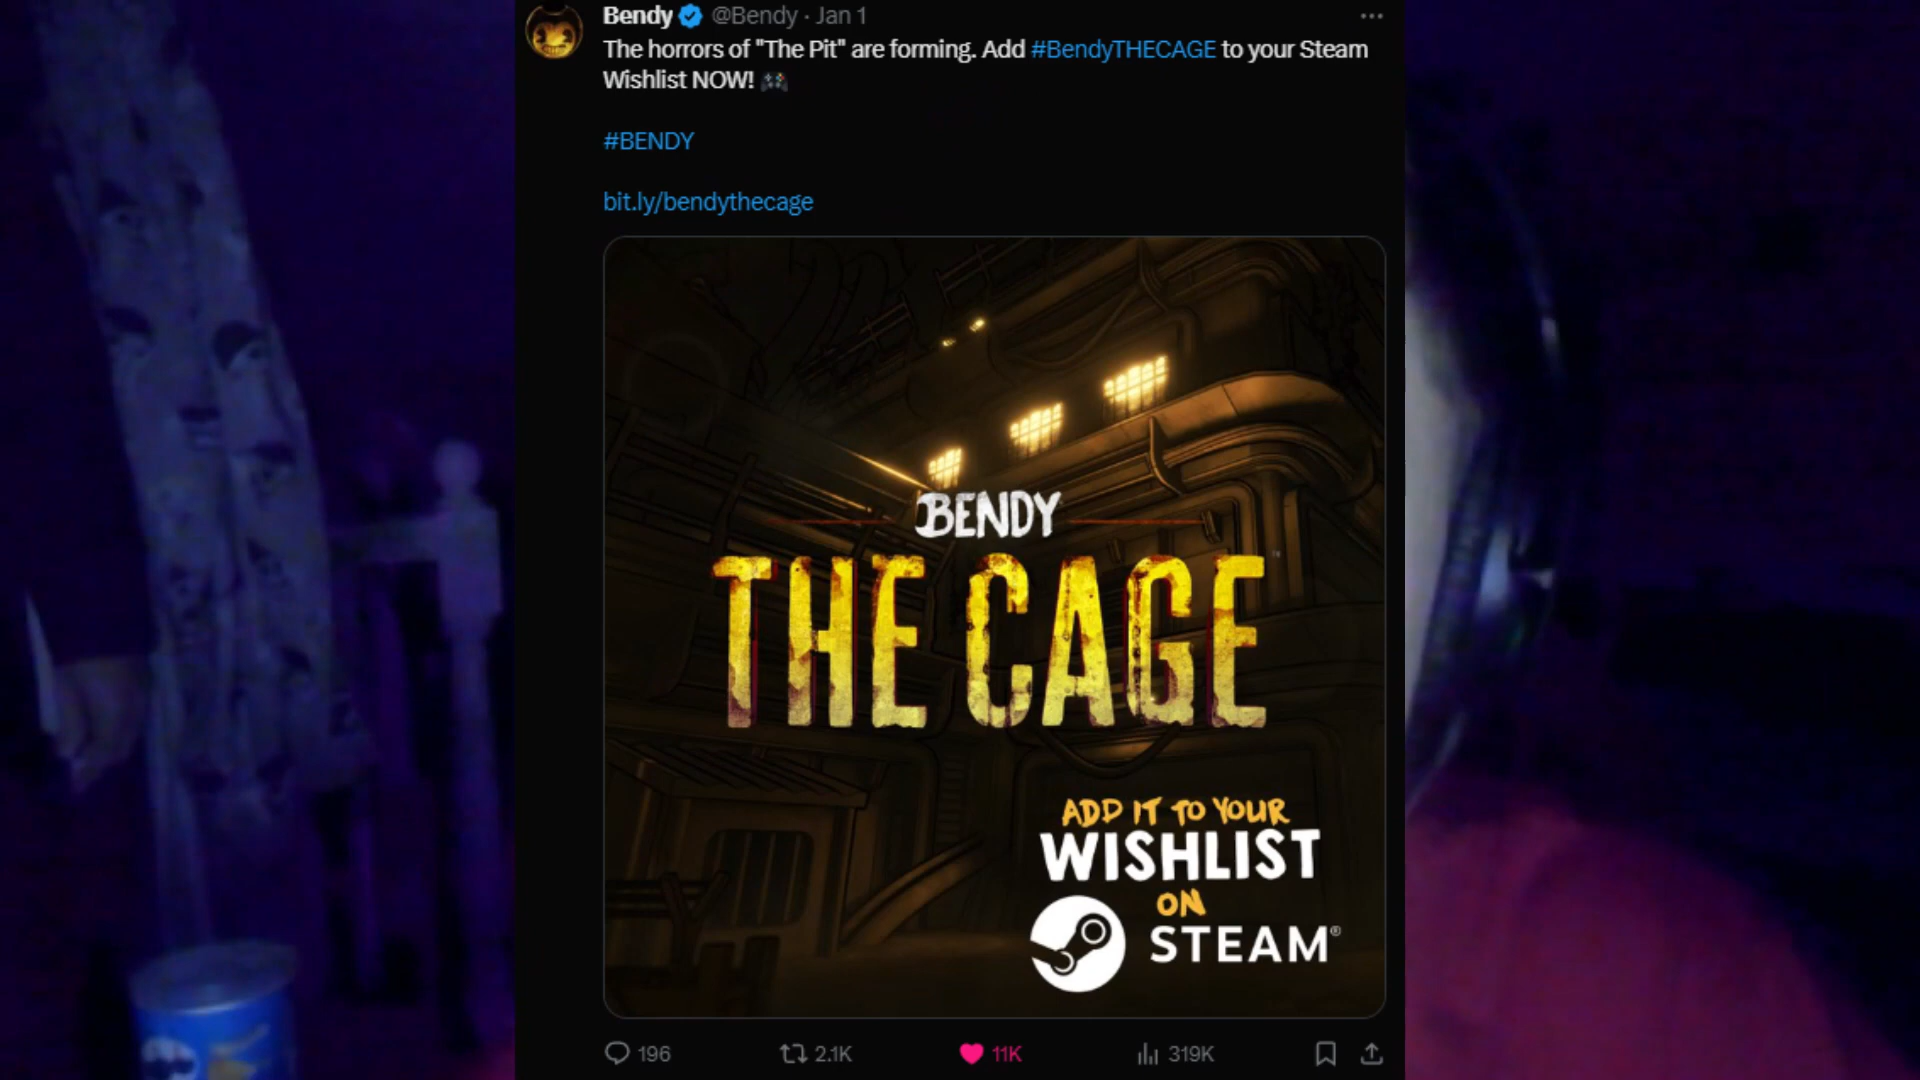 Bendy @Bendy · Jan 1
The horrors of "The Pit" are forming. Add #BendyTHECAGE to your Steam
Wishlist NOW! 🎮
#BENDY
bit.ly/bendythecage
BENDY
THE CAGE
ADD IT TO YOUR
WISHLIST
ON
STEAM®
196 2.1K 11K 319K